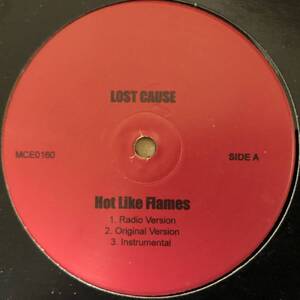 LOST CAUSE
MCE0160
SIDE A
Hot Like Flames
1. Radio Version
2. Original Version
3. Instrumental